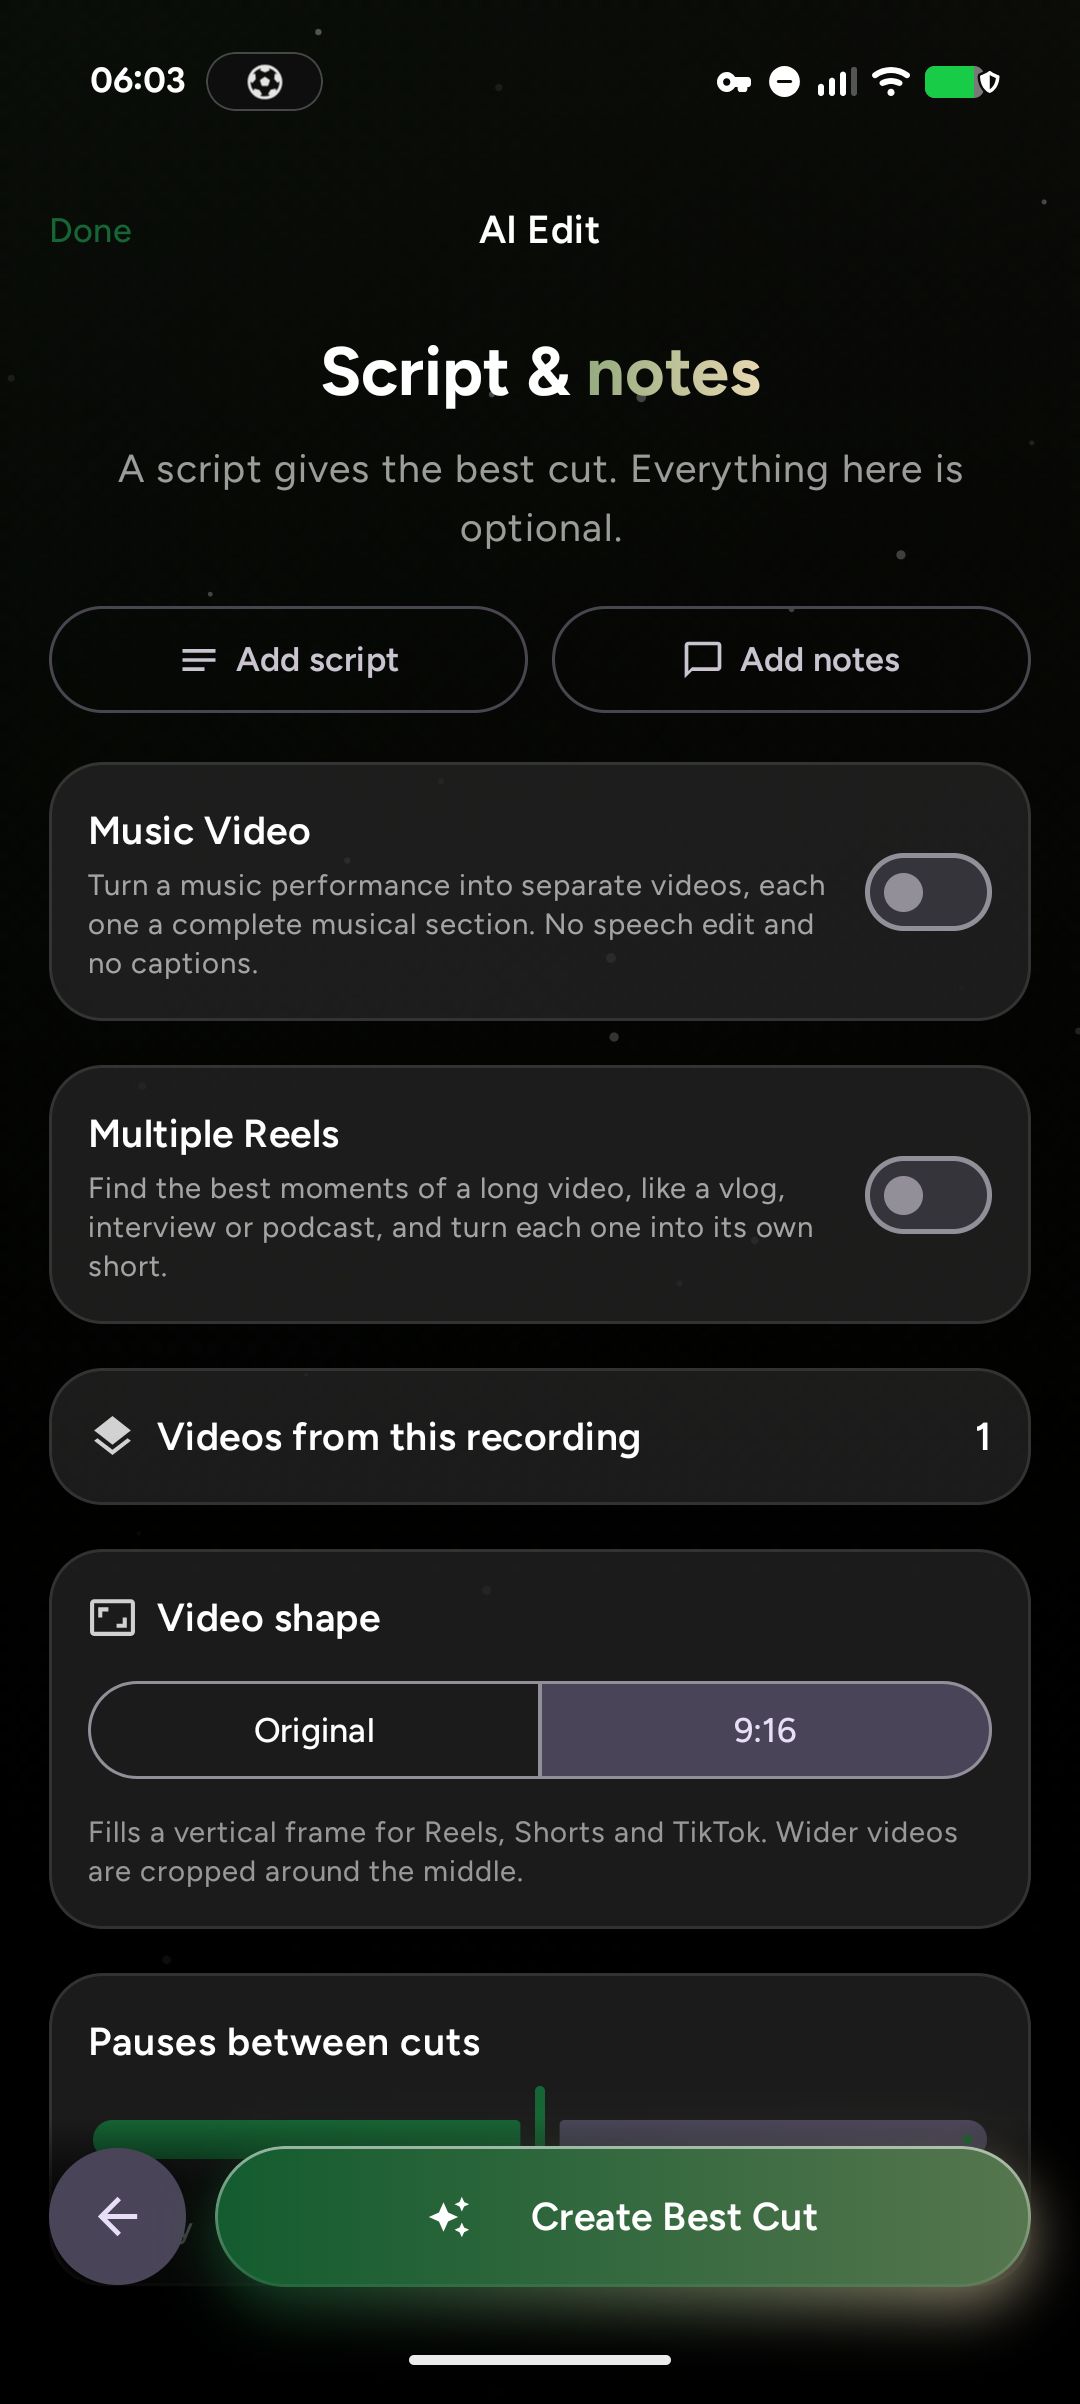 06:03
Done
AI Edit
Script & notes
A script gives the best cut. Everything here is
optional.
Add script
Add notes
Music Video
Turn a music performance into separate videos, each
one a complete musical section. No speech edit and
no captions.
Multiple Reels
Find the best moments of a long video, like a vlog,
interview or podcast, and turn each one into its own
short.
Videos from this recording
1
Video shape
Original
9:16
Fills a vertical frame for Reels, Shorts and TikTok. Wider videos
are cropped around the middle.
Pauses between cuts
Create Best Cut